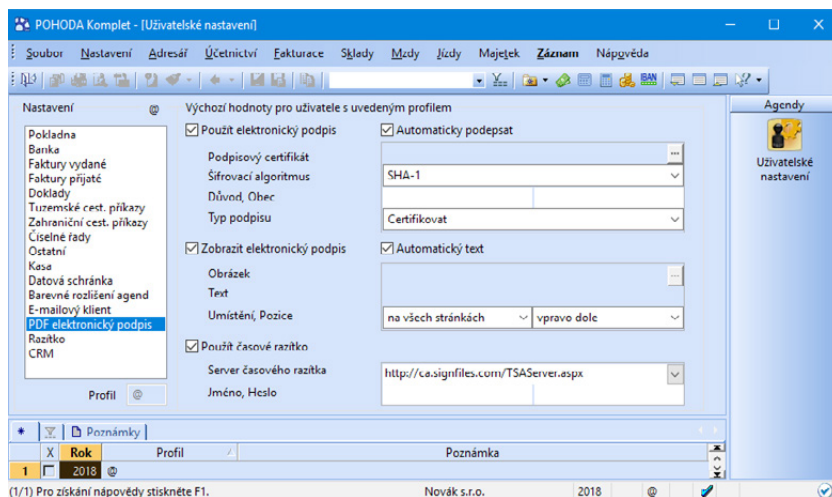 POHODA Komplet - [Uživatelské nastavení]
Soubor Nastavení Adresář Účetnictví Fakturace Sklady Mzdy Jízdy Majetek Záznam Nápověda
IBAN
Nastavení @
Pokladna
Banka
Faktury vydané
Faktury přijaté
Doklady
Tuzemské cest. příkazy
Zahraniční cest. příkazy
Číselné řady
Ostatní
Kasa
Datová schránka
Barevné rozlišení agend
E-mailový klient
PDF elektronický podpis
Razítko
CRM
Profil @
Výchozí hodnoty pro uživatele s uvedeným profilem
Použít elektronický podpis Automaticky podepsat
Podpisový certifikát ...
Šifrovací algoritmus SHA-1
Důvod, Obec
Typ podpisu Certifikovat
Zobrazit elektronický podpis Automatický text
Obrázek ...
Text
Umístění, Pozice na všech stránkách vpravo dole
Použít časové razítko
Server časového razítka http://ca.signfiles.com/TSAServer.aspx
Jméno, Heslo
Agendy
Uživatelské
nastavení
* Poznámky
X Rok Profil Poznámka
1 2018 @
(1/1) Pro získání nápovědy stiskněte F1. Novák s.r.o. 2018 @